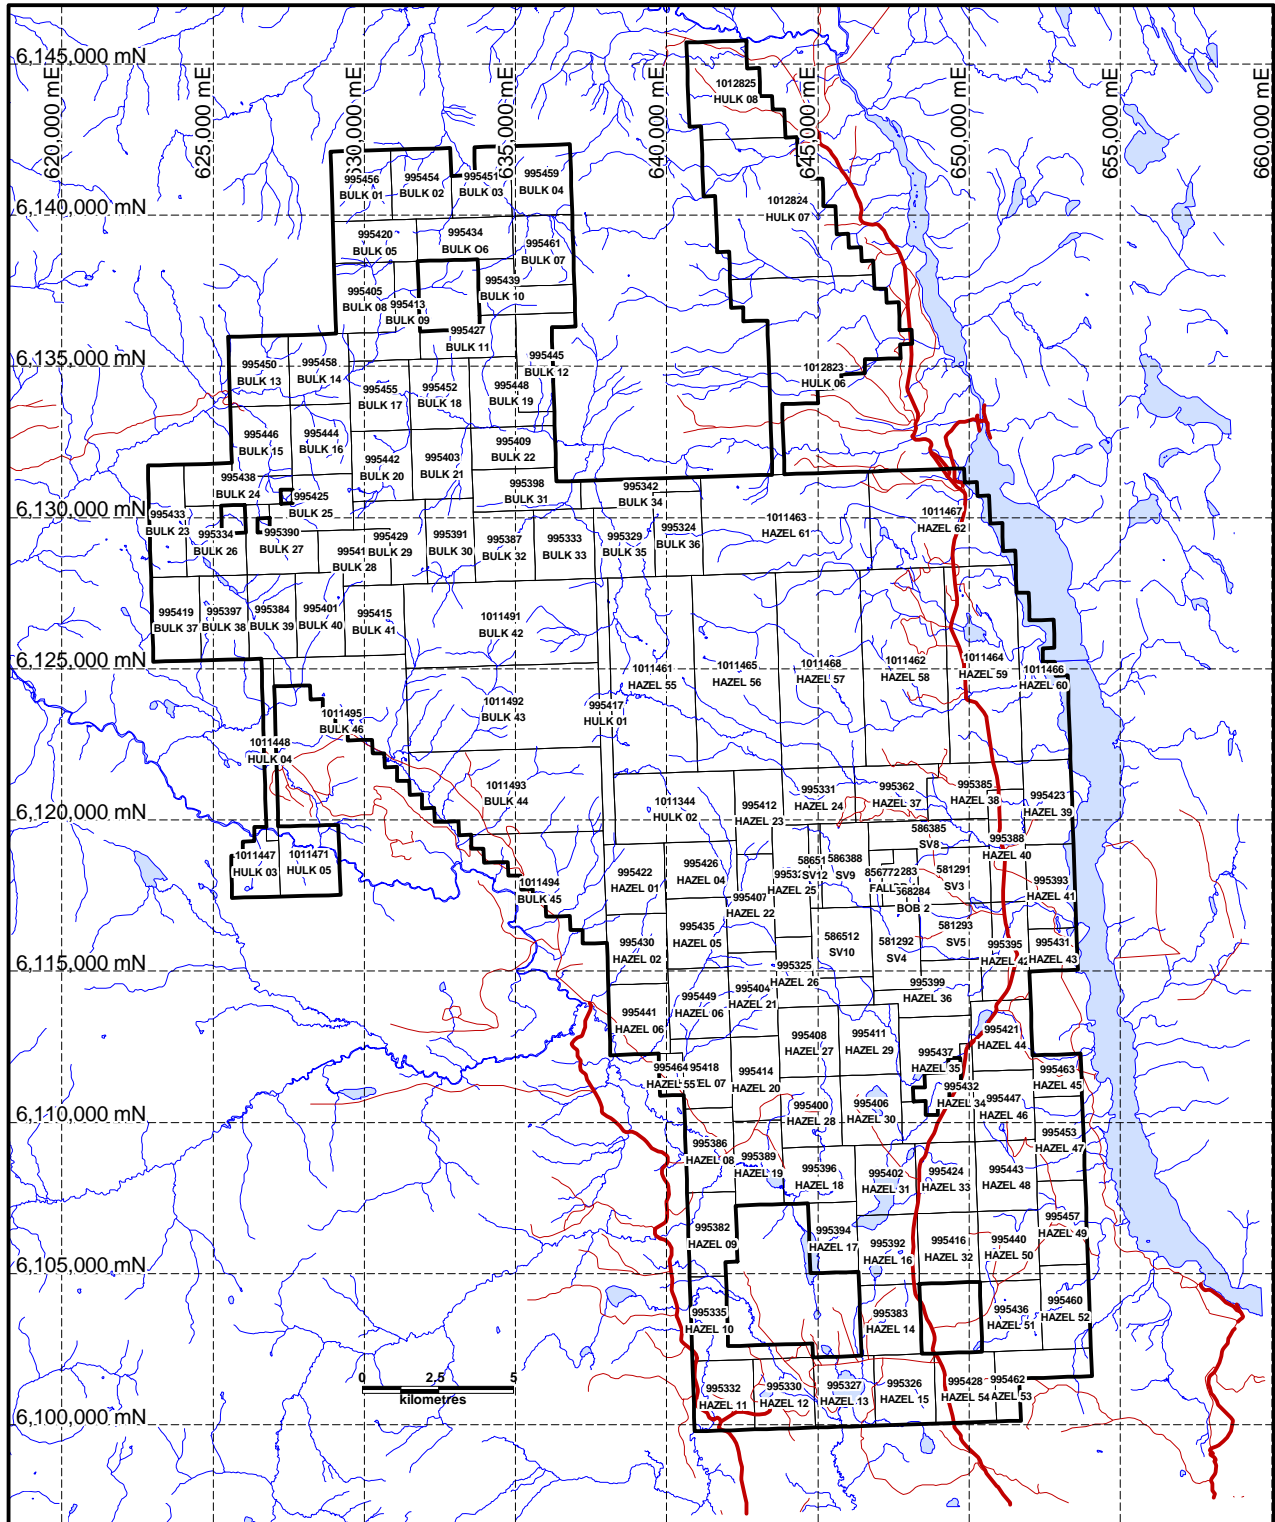 6,145,000 mN
620,000 mE
625,000 mE
630,000 mE
635,000 mE
640,000 mE
645,000 mE
650,000 mE
655,000 mE
660,000 mE
1012825
HULK 08
995456
BULK 01
995454
BULK 02
995451
BULK 03
995459
BULK 04
6,140,000 mN
1012824
HULK 07
995420
BULK 05
995434
BULK O6
995461
BULK 07
995405
BULK 08
995413
BULK 09
995439
BULK 10
995427
BULK 11
6,135,000 mN
995450
BULK 13
995458
BULK 14
995445
BULK 12
1012823
HULK 06
995455
BULK 17
995452
BULK 18
995448
BULK 19
995446
BULK 15
995444
BULK 16
995409
BULK 22
995442
BULK 20
995403
BULK 21
995438
BULK 24
995425
BULK 25
995398
BULK 31
995342
BULK 34
6,130,000 mN
995433
BULK 23
995334
BULK 26
995390
BULK 27
99541
BULK 28
995429
BULK 29
995391
BULK 30
995387
BULK 32
995333
BULK 33
995329
BULK 35
995324
BULK 36
1011463
HAZEL 61
1011467
HAZEL 62
995419
BULK 37
995397
BULK 38
995384
BULK 39
995401
BULK 40
995415
BULK 41
1011491
BULK 42
6,125,000 mN
1011461
HAZEL 55
1011465
HAZEL 56
1011468
HAZEL 57
1011462
HAZEL 58
1011464
HAZEL 59
1011466
HAZEL 60
1011495
BULK 46
1011492
BULK 43
995417
HULK 01
1011448
HULK 04
1011493
BULK 44
6,120,000 mN
1011344
HULK 02
995412
HAZEL 23
995331
HAZEL 24
995362
HAZEL 37
995385
HAZEL 38
995423
HAZEL 39
586385
SV8
995388
HAZEL 40
1011447
HULK 03
1011471
HULK 05
1011494
BULK 45
995422
HAZEL 01
995426
HAZEL 04
9953
HAZEL 25
58651
SV12
586388
SV9
856772
FALL
283
568284
BOB 2
581291
SV3
995393
HAZEL 41
995407
HAZEL 22
6,115,000 mN
995430
HAZEL 02
995435
HAZEL 05
586512
SV10
581292
SV4
581293
SV5
995395
HAZEL 42
995431
HAZEL 43
995325
HAZEL 26
995399
HAZEL 36
995441
HAZEL 06
995449
HAZEL 06
995404
HAZEL 21
995408
HAZEL 27
995411
HAZEL 29
995437
HAZEL 35
995421
HAZEL 44
995464
HAZEL 55
95418
EL 07
995414
HAZEL 20
995432
HAZEL 34
995463
HAZEL 45
6,110,000 mN
995400
HAZEL 28
995406
HAZEL 30
995447
HAZEL 46
995453
HAZEL 47
995386
HAZEL 08
995389
HAZEL 19
995396
HAZEL 18
995402
HAZEL 31
995424
HAZEL 33
995443
HAZEL 48
995382
HAZEL 09
995394
HAZEL 17
995392
HAZEL 16
995416
HAZEL 32
995440
HAZEL 50
995457
HAZEL 49
6,105,000 mN
995335
HAZEL 10
995383
HAZEL 14
995436
HAZEL 51
995460
HAZEL 52
0
2.5
5
kilometres
995332
HAZEL 11
995330
HAZEL 12
995327
HAZEL 13
995326
HAZEL 15
995428
HAZEL 54
995462
AZEL 53
6,100,000 mN